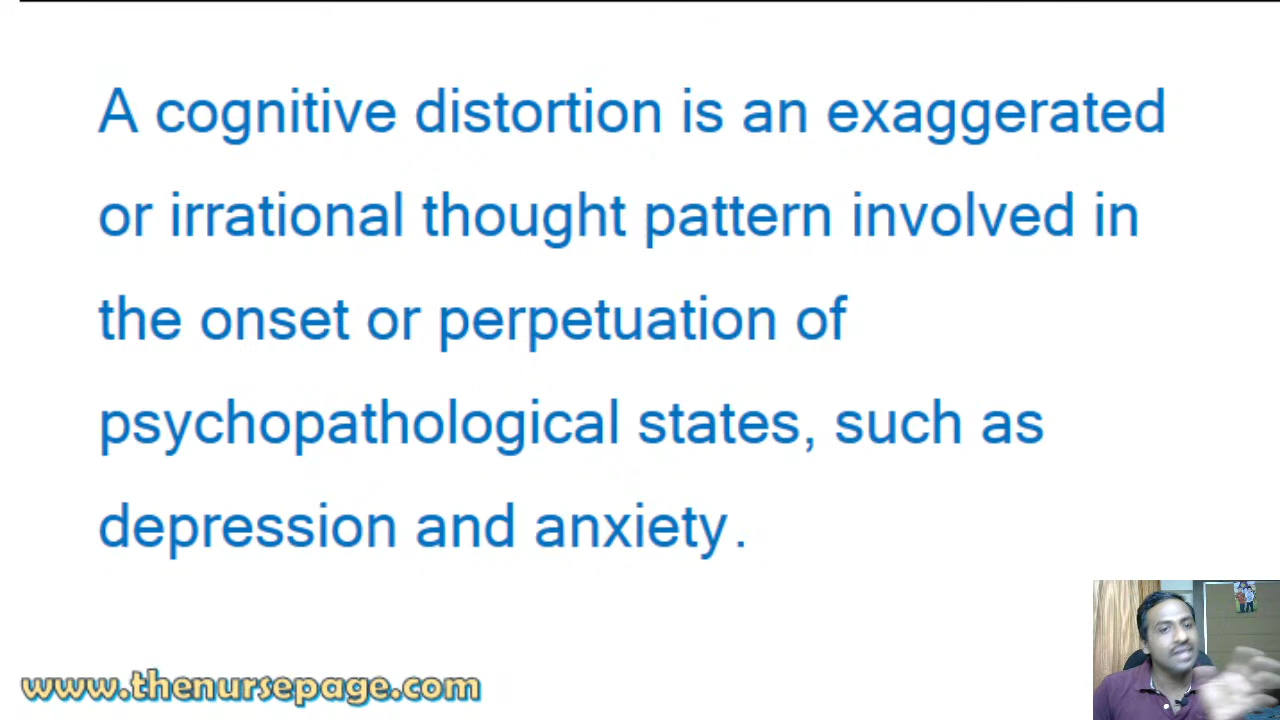 A cognitive distortion is an exaggerated
or irrational thought pattern involved in
the onset or perpetuation of
psychopathological states, such as
depression and anxiety.
www.thenursepage.com